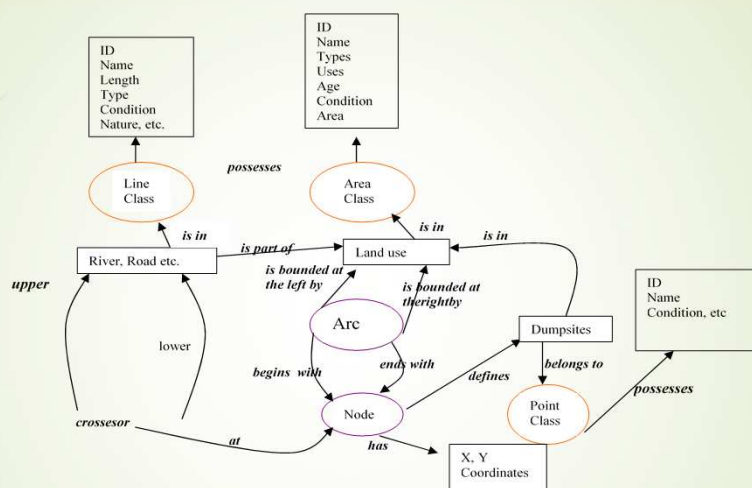 ID
Name
Length
Type
Condition
Nature, etc.
ID
Name
Types
Uses
Age
Condition
Area
possesses
Line
Class
Area
Class
is in
is in
is in
River, Road etc.
is part of
Land use
upper
is bounded at
the left by
is bounded at
therightby
ID
Name
Condition, etc
Arc
Dumpsites
lower
begins with
ends with
defines
belongs to
possesses
crossesor
at
Node
has
Point
Class
X, Y
Coordinates